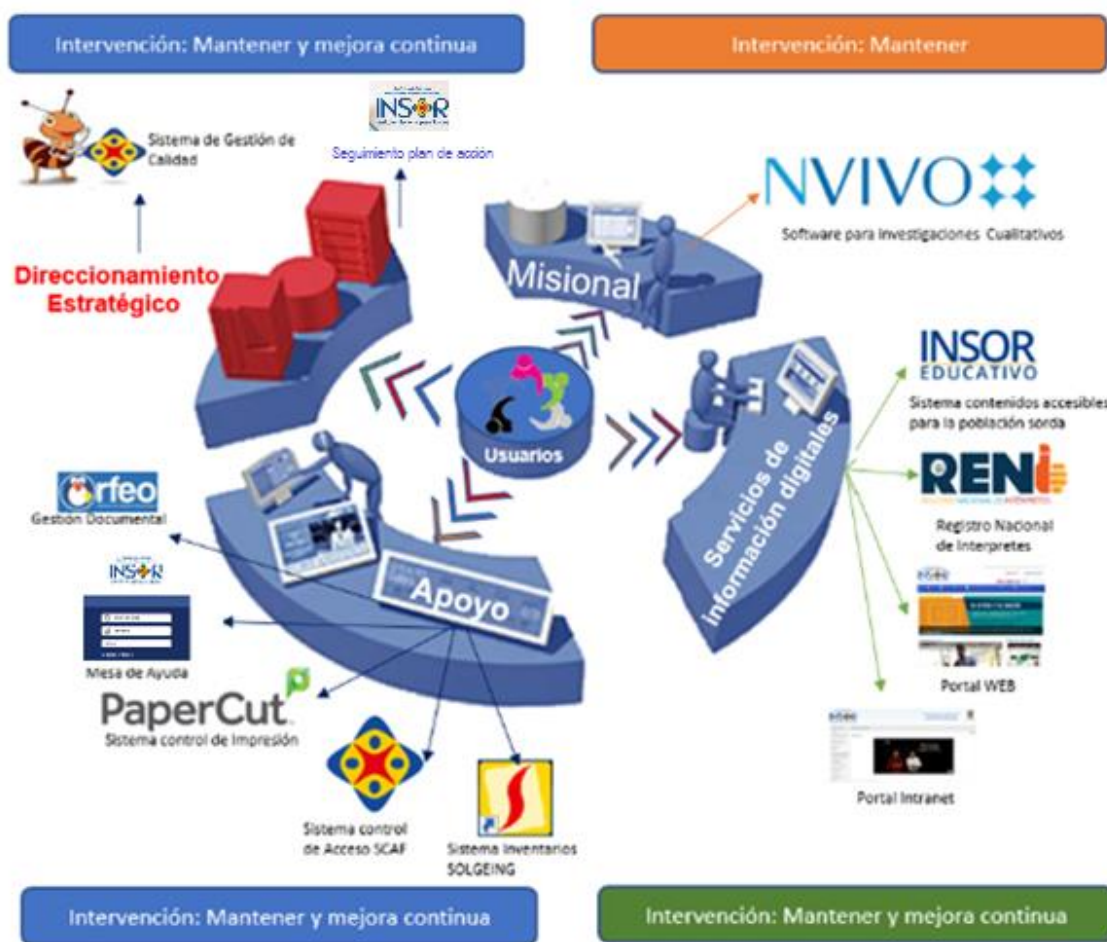 Intervención: Mantener y mejora continua
Intervención: Mantener
Sistema de Gestión de
Calidad
INSOR
Seguimiento plan de acción
NVIVO
Software para Investigaciones Cualitativos
Direccionamiento
Estratégico
Misional
Usuarios
INSOR
EDUCATIVO
Sistema contenidos accesibles
para la población sorda
Servicios de
información digitales
RENI
Registro Nacional
de Interpretes
Portal WEB
Portal Intranet
Orfeo
Gestión Documental
INSOR
Mesa de Ayuda
Apoyo
PaperCut
Sistema control de Impresión
Sistema control
de Acceso SCAF
Sistema Inventarios
SOLGEING
Intervención: Mantener y mejora continua
Intervención: Mantener y mejora continua